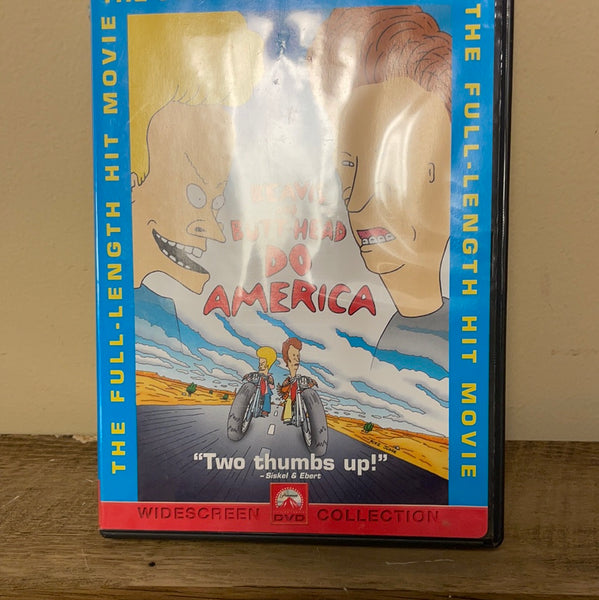 THE FULL-LENGTH HIT MOVIE
THE FULL-LENGTH HIT MOVIE
BUTT-HEAD
DO
AMERICA
"Two thumbs up!"
– Siskel & Ebert
WIDESCREEN
DVD
COLLECTION